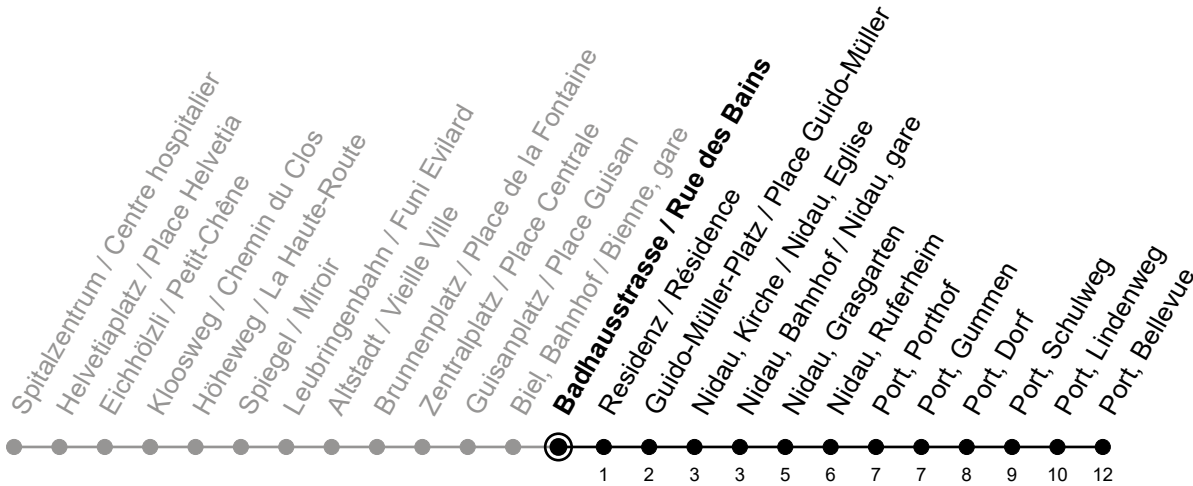 Spitalzentrum / Centre hospitalier
Helvetiaplatz / Place Helvetia
Eichhölzli / Petit-Chêne
Kloosweg / Chemin du Clos
Höheweg / La Haute-Route
Spiegel / Miroir
Leubringenbahn / Funi Evilard
Altstadt / Vieille Ville
Brunnenplatz / Place de la Fontaine
Zentralplatz / Place Centrale
Guisanplatz / Place Guisan
Biel, Bahnhof / Bienne, gare
Badhausstrasse / Rue des Bains
Residenz / Résidence
Guido-Müller-Platz / Place Guido-Müller
Nidau, Kirche / Nidau, Eglise
Nidau, Bahnhof / Nidau, gare
Nidau, Grasgarten
Nidau, Ruferheim
Port, Porthof
Port, Gummen
Port, Dorf
Port, Schulweg
Port, Lindenweg
Port, Bellevue
1 2 3 3 5 6 7 7 8 9 10 12